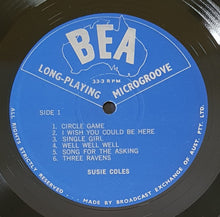 BEA
LONG-PLAYING MICROGROOVE
33⅓ RPM
SIDE 1
1. CIRCLE GAME
2. I WISH YOU COULD BE HERE
3. SINGLE GIRL
4. WELL WELL WELL
5. SONG FOR THE ASKING
6. THREE RAVENS
SUSIE COLES
ALL RIGHTS STRICTLY RESERVED
MADE BY BROADCAST EXCHANGE OF AUST. PTY. LTD.